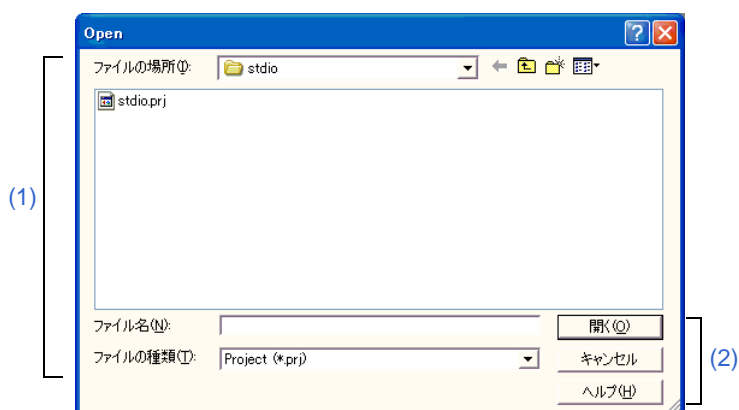 Open
ファイルの場所(I): stdio
stdio.prj
(1)
ファイル名(N): 開く(O)
ファイルの種類(T): Project (*.prj) キャンセル
(2)
ヘルプ(H)